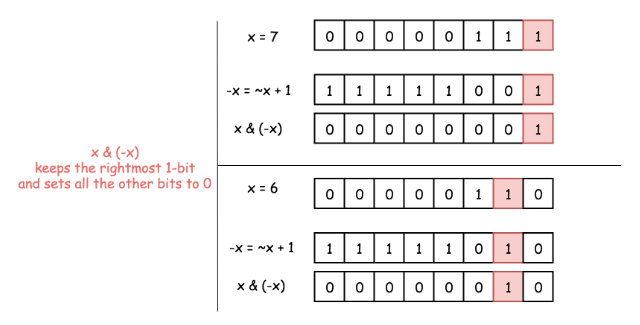 x = 7 0 0 0 0 0 1 1 1
-x = ~x + 1 1 1 1 1 1 0 0 1
x & (-x) 0 0 0 0 0 0 0 1
x & (-x)
keeps the rightmost 1-bit
and sets all the other bits to 0
x = 6 0 0 0 0 0 1 1 0
-x = ~x + 1 1 1 1 1 1 0 1 0
x & (-x) 0 0 0 0 0 0 1 0